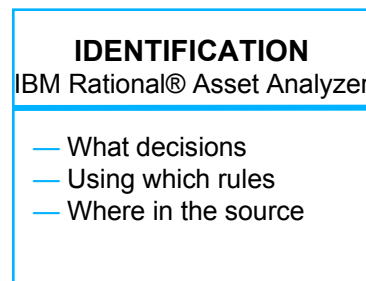 IDENTIFICATION
IBM Rational® Asset Analyzer
— What decisions
— Using which rules
— Where in the source